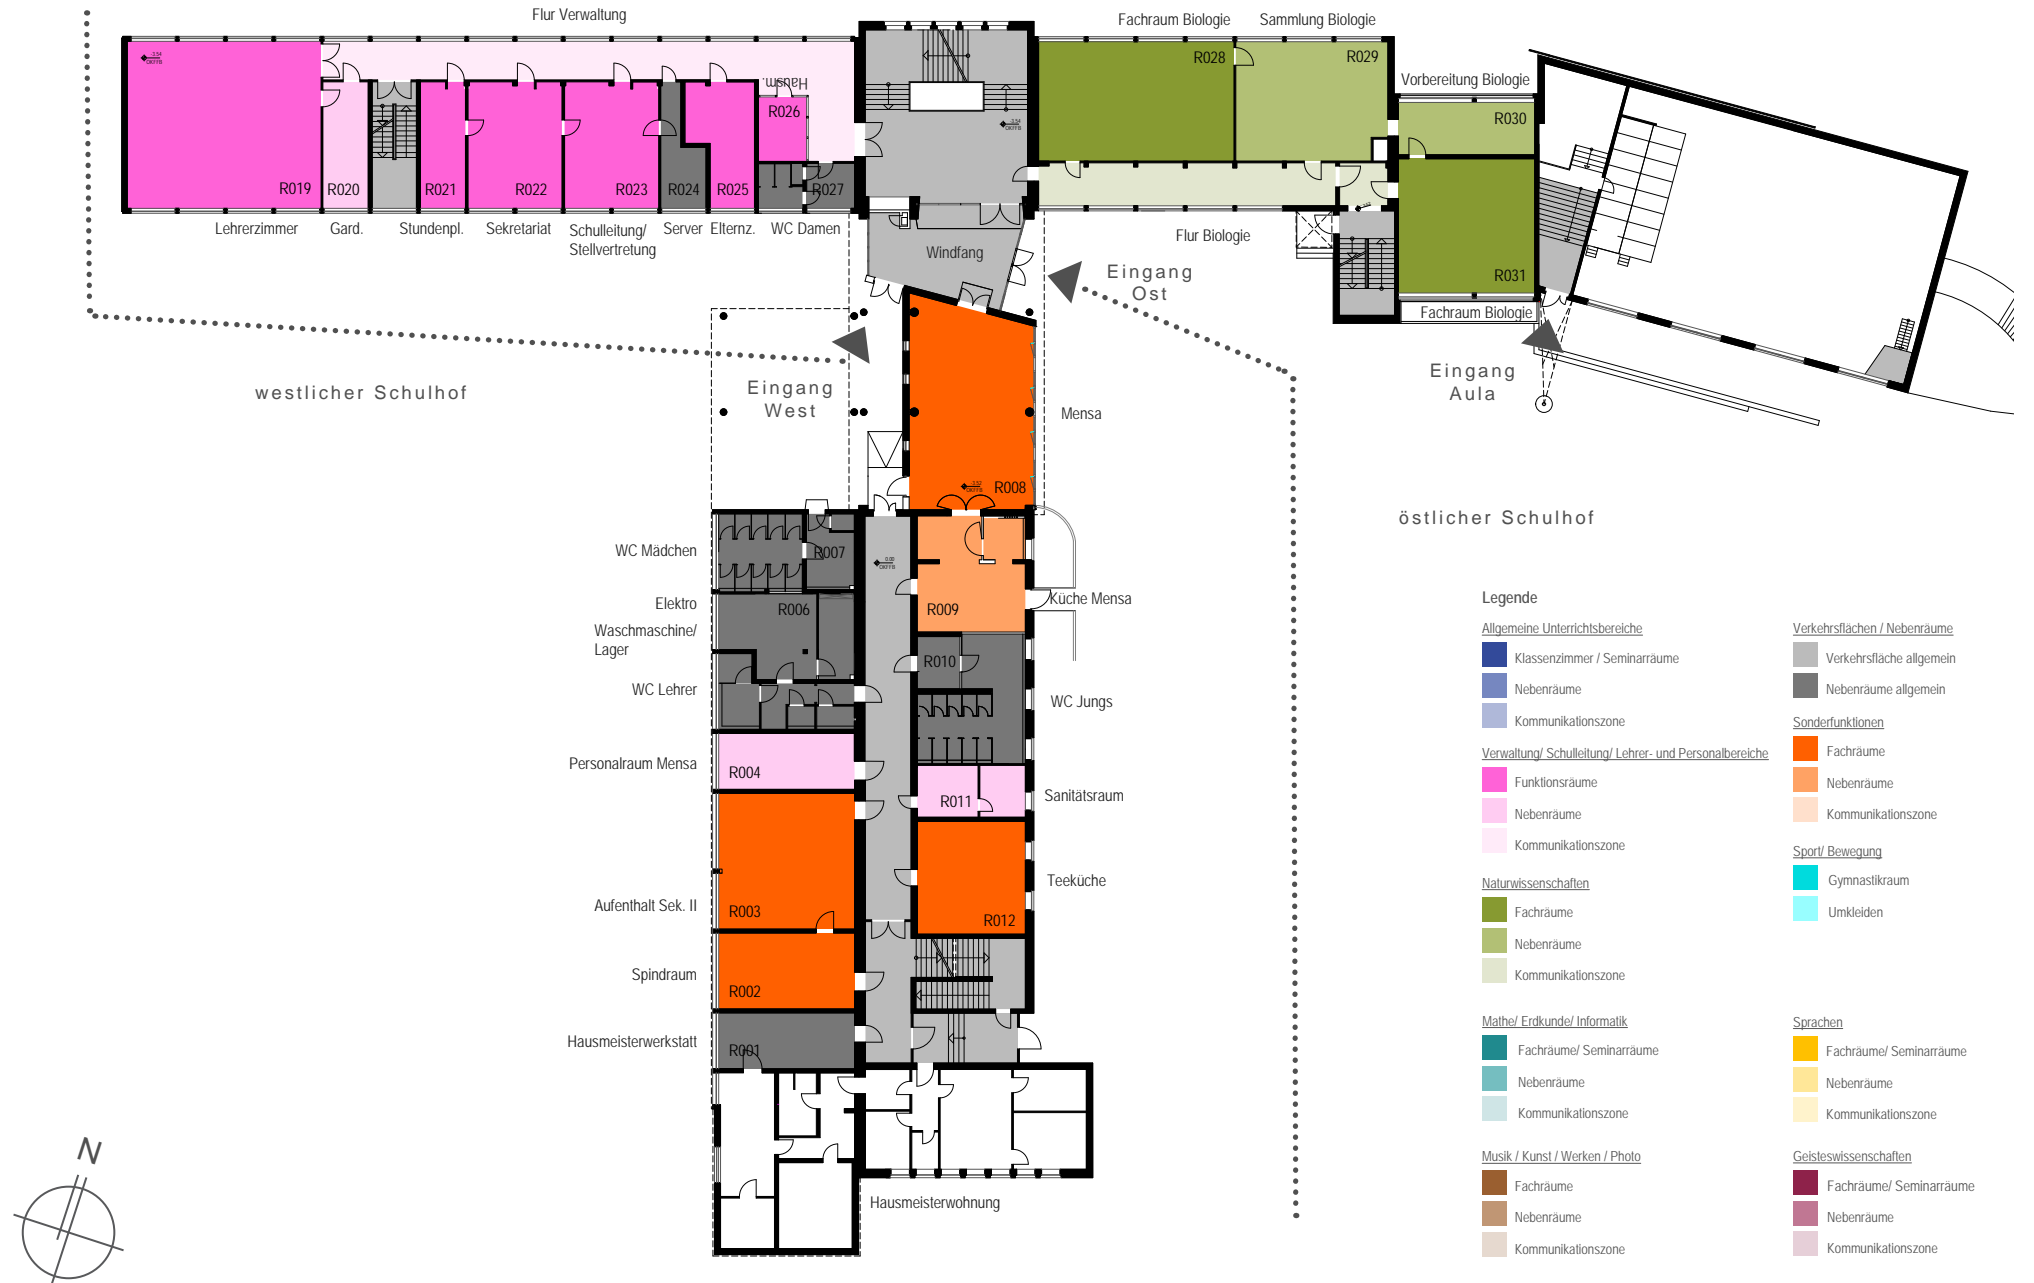 Flur Verwaltung
Fachraum Biologie
Sammlung Biologie
Vorbereitung Biologie
R019
R020
R021
R022
R023
R024
R025
R026
Hausm.
R027
R028
R029
R030
R031
Lehrerzimmer
Gard.
Stundenpl.
Sekretariat
Schulleitung/
Stellvertretung
Server
Elternz.
WC Damen
Windfang
Flur Biologie
Fachraum Biologie
Eingang
Ost
Eingang
West
Eingang
Aula
westlicher Schulhof
östlicher Schulhof
Mensa
R008
WC Mädchen
R007
Elektro
R006
Waschmaschine/
Lager
WC Lehrer
Personalraum Mensa
R004
Aufenthalt Sek. II
R003
Spindraum
R002
Hausmeisterwerkstatt
R001
0.00
OKFFB
Küche Mensa
R009
R010
WC Jungs
R011
Sanitätsraum
Teeküche
R012
Hausmeisterwohnung
N
Legende
Allgemeine Unterrichtsbereiche
Klassenzimmer / Seminarräume
Nebenräume
Kommunikationszone
Verwaltung/ Schulleitung/ Lehrer- und Personalbereiche
Funktionsräume
Nebenräume
Kommunikationszone
Naturwissenschaften
Fachräume
Nebenräume
Kommunikationszone
Mathe/ Erdkunde/ Informatik
Fachräume/ Seminarräume
Nebenräume
Kommunikationszone
Musik / Kunst / Werken / Photo
Fachräume
Nebenräume
Kommunikationszone
Verkehrsflächen / Nebenräume
Verkehrsfläche allgemein
Nebenräume allgemein
Sonderfunktionen
Fachräume
Nebenräume
Kommunikationszone
Sport/ Bewegung
Gymnastikraum
Umkleiden
Sprachen
Fachräume/ Seminarräume
Nebenräume
Kommunikationszone
Geisteswissenschaften
Fachräume/ Seminarräume
Nebenräume
Kommunikationszone